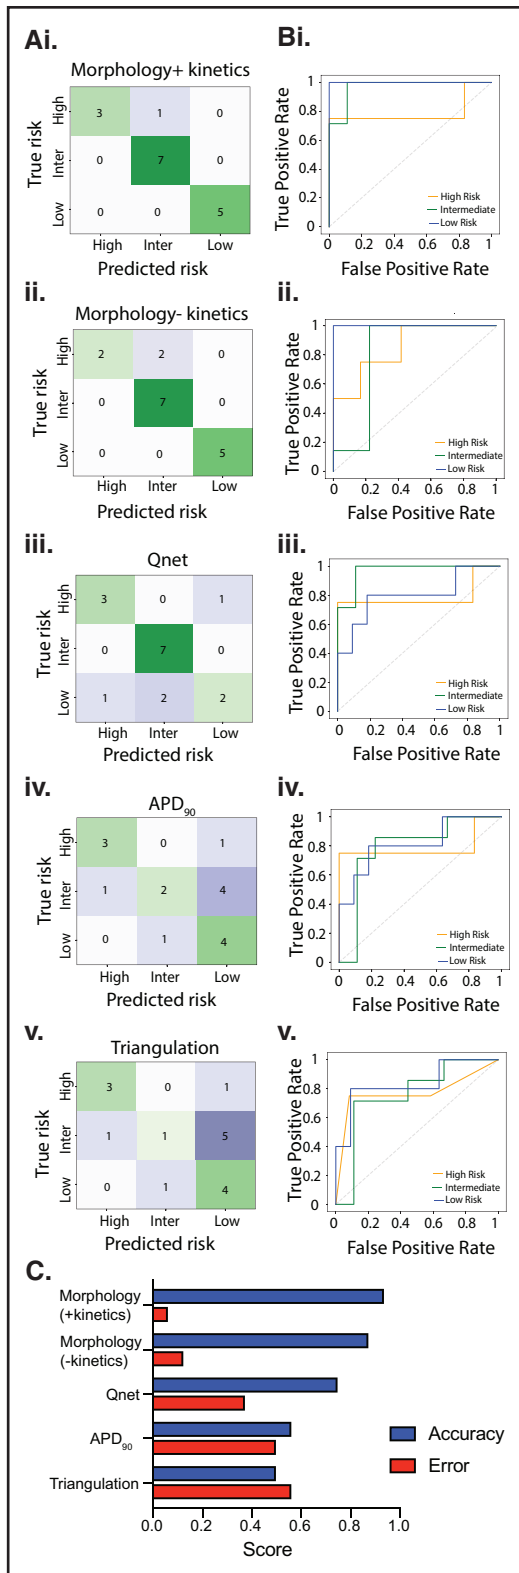 Ai.
Morphology+ kinetics
True risk
High
Inter
Low
3 1 0
0 7 0
0 0 5
High Inter Low
Predicted risk
Bi.
True Positive Rate
1
0.8
0.6
0.4
0.2
0
High Risk
Intermediate
Low Risk
0 0.2 0.4 0.6 0.8 1
False Positive Rate
ii.
Morphology- kinetics
True risk
High
Inter
Low
2 2 0
0 7 0
0 0 5
High Inter Low
Predicted risk
ii.
True Positive Rate
1
0.8
0.6
0.4
0.2
0
High Risk
Intermediate
Low Risk
0 0.2 0.4 0.6 0.8 1
False Positive Rate
iii.
Qnet
True risk
High
Inter
Low
3 0 1
0 7 0
1 2 2
High Inter Low
Predicted risk
iii.
True Positive Rate
1
0.8
0.6
0.4
0.2
0
High Risk
Intermediate
Low Risk
0 0.2 0.4 0.6 0.8 1
False Positive Rate
iv.
APD90
True risk
High
Inter
Low
3 0 1
1 2 4
0 1 4
High Inter Low
Predicted risk
iv.
True Positive Rate
1
0.8
0.6
0.4
0.2
0
High Risk
Intermediate
Low Risk
0 0.2 0.4 0.6 0.8 1
False Positive Rate
v.
Triangulation
True risk
High
Inter
Low
3 0 1
1 1 5
0 1 4
High Inter Low
Predicted risk
v.
True Positive Rate
1
0.8
0.6
0.4
0.2
0
High Risk
Intermediate
Low Risk
0 0.2 0.4 0.6 0.8 1
False Positive Rate
C.
Morphology
(+kinetics)
Morphology
(-kinetics)
Qnet
APD90
Triangulation
Accuracy
Error
0.0 0.2 0.4 0.6 0.8 1.0
Score